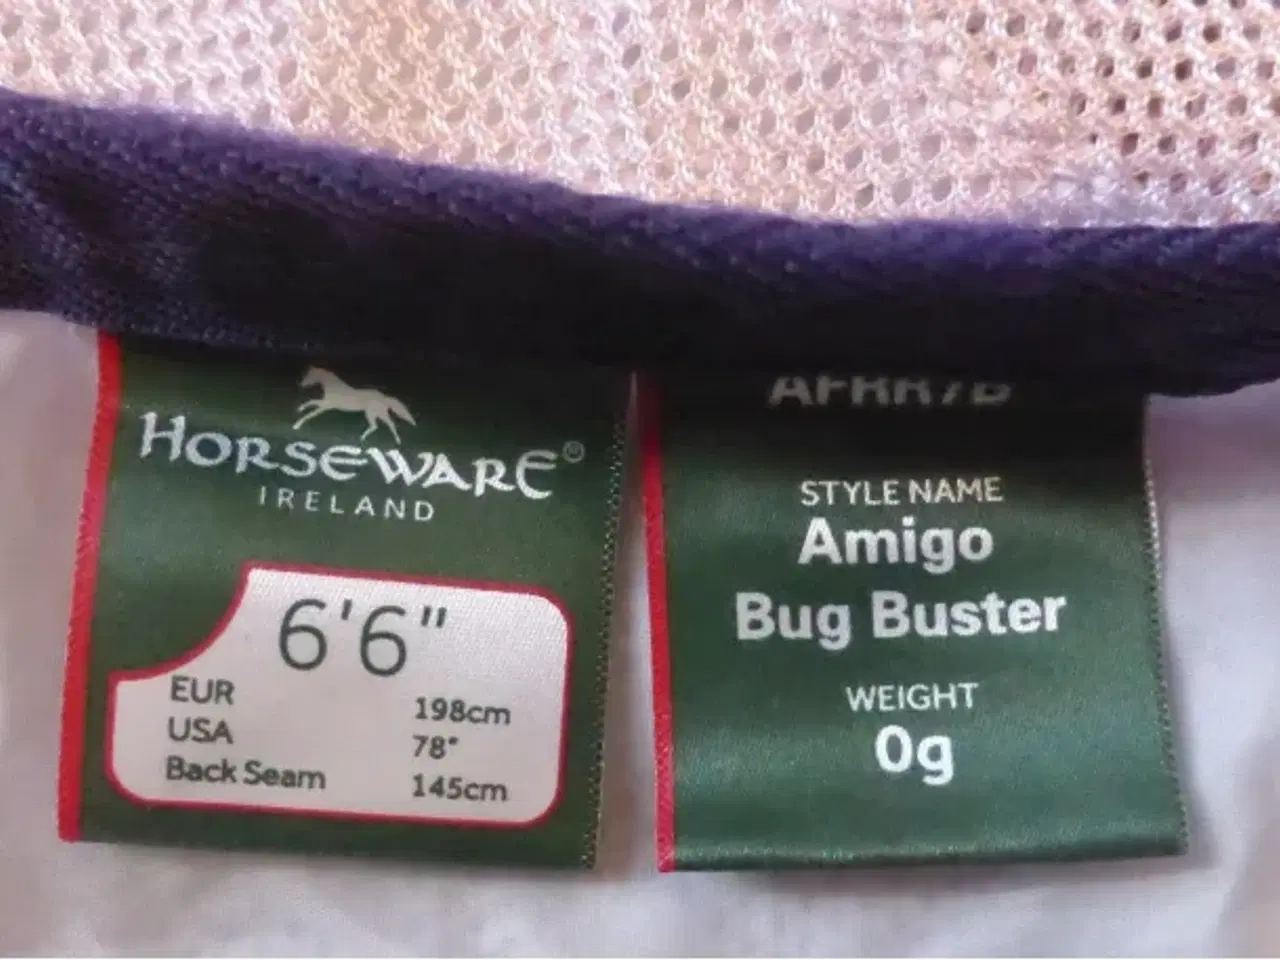 HORSEWARE®
IRELAND
6'6"
EUR 198cm
USA 78"
Back Seam 145cm
STYLE NAME
Amigo
Bug Buster
WEIGHT
0g